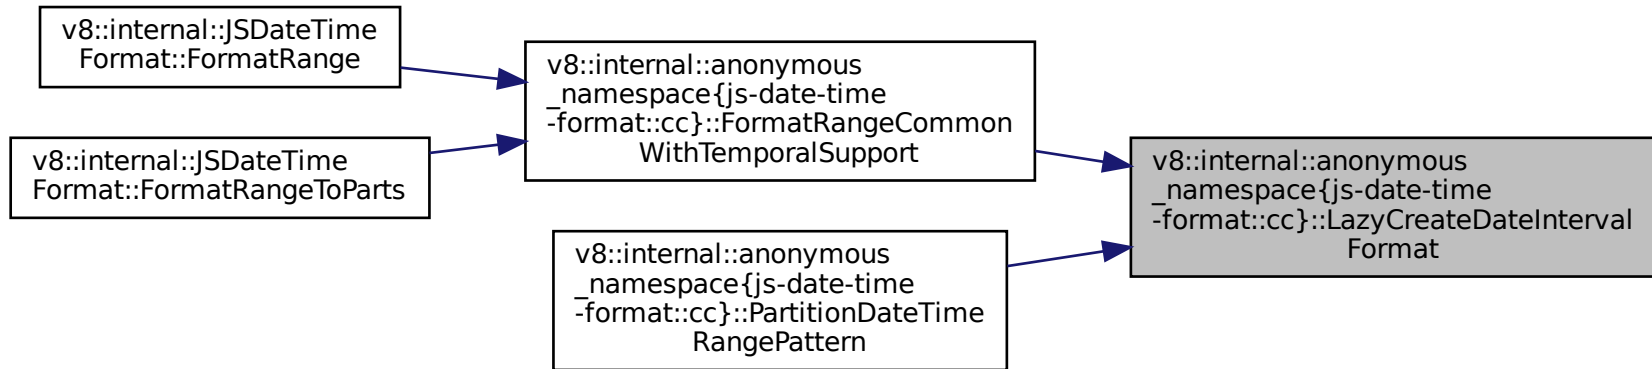 v8::internal::JSDateTime
Format::FormatRange
v8::internal::JSDateTime
Format::FormatRangeToParts
v8::internal::anonymous
_namespace{js-date-time
-format::cc}::FormatRangeCommon
WithTemporalSupport
v8::internal::anonymous
_namespace{js-date-time
-format::cc}::PartitionDateTime
RangePattern
v8::internal::anonymous
_namespace{js-date-time
-format::cc}::LazyCreateDateInterval
Format